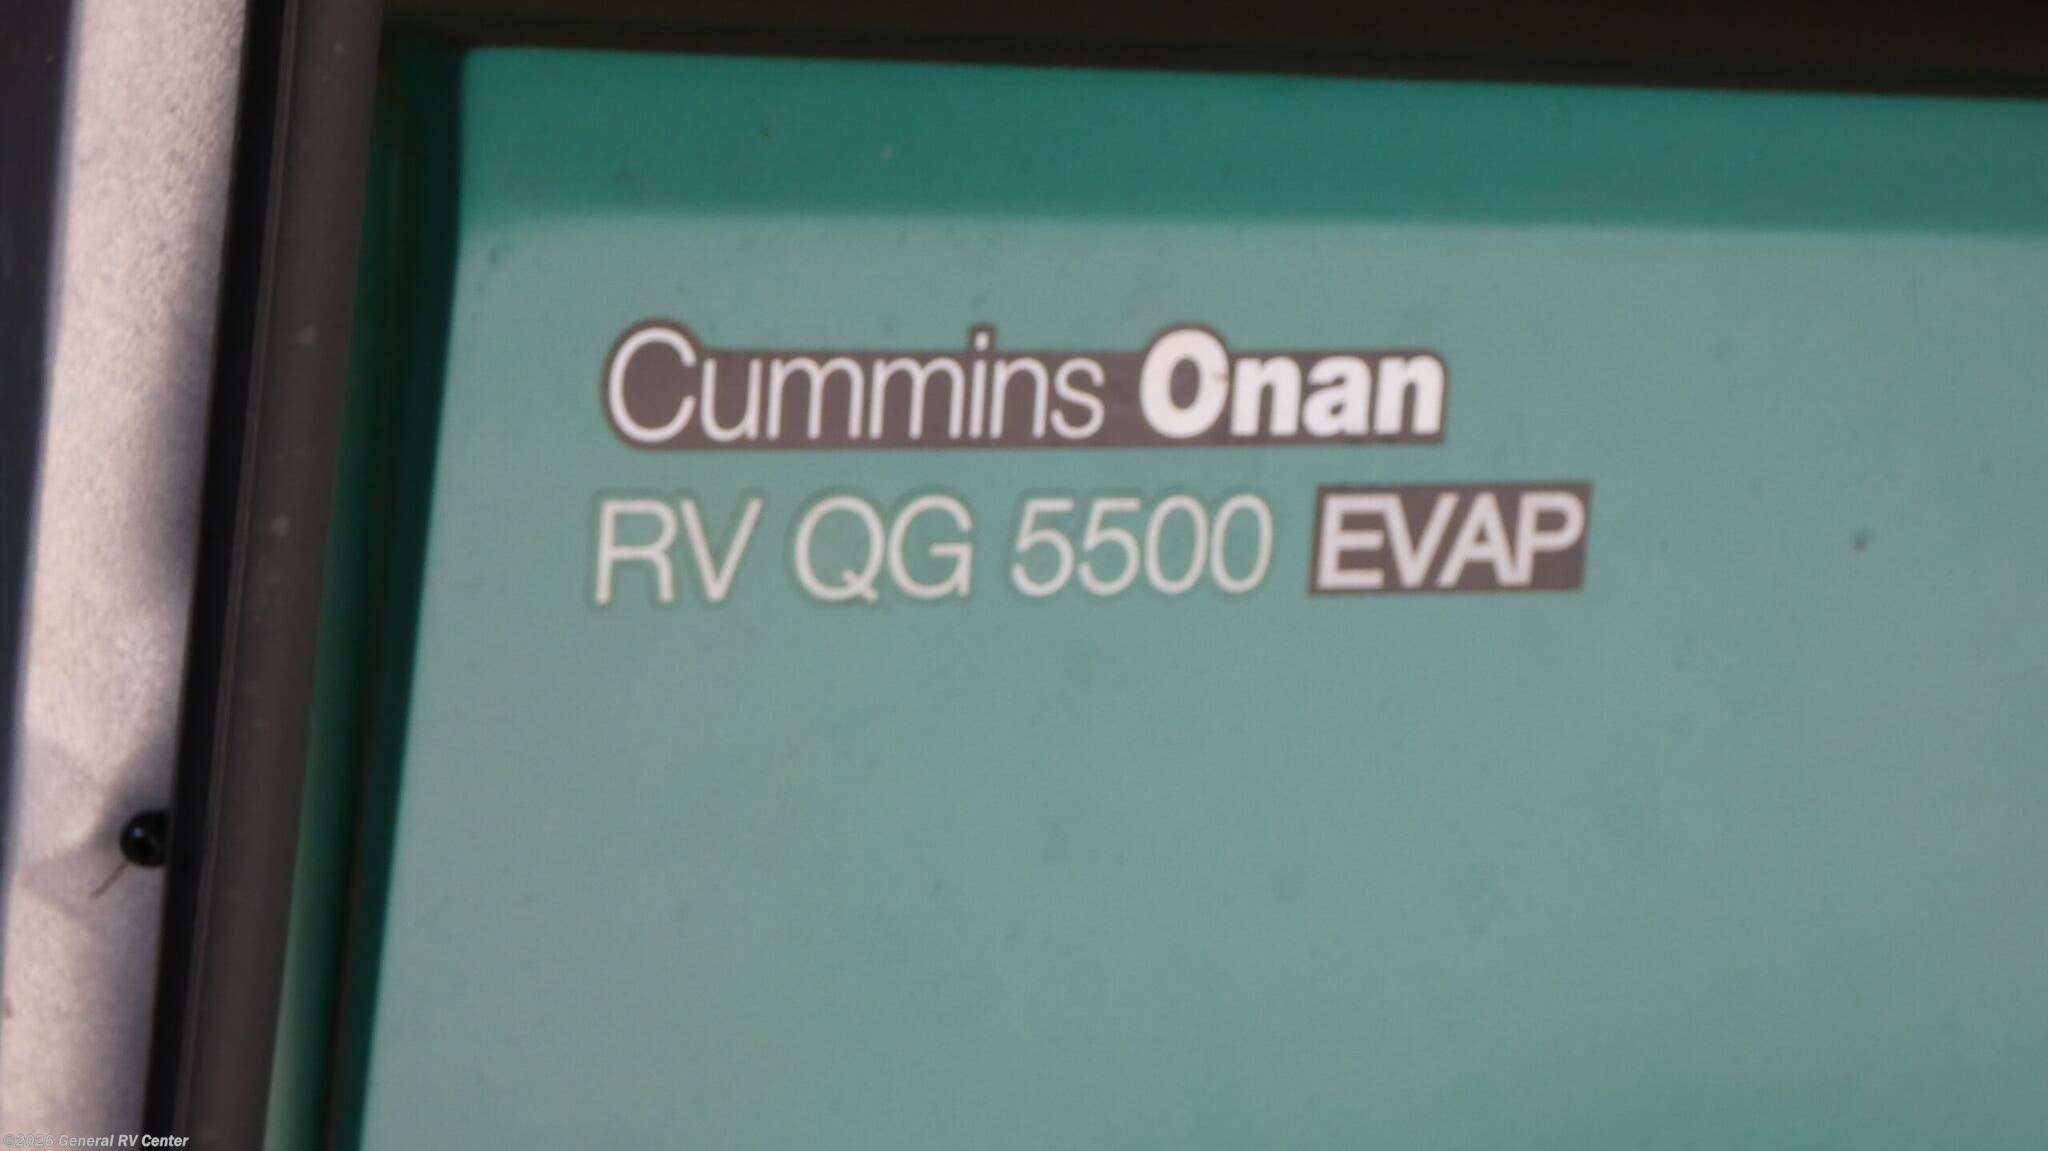 Cummins Onan
RV QG 5500 EVAP
©2026 General RV Center